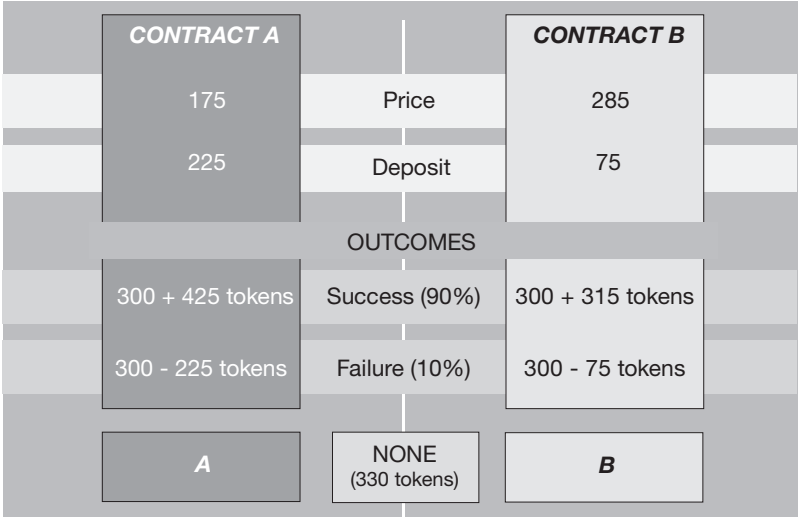 CONTRACT A CONTRACT B
175 Price 285
225 Deposit 75
OUTCOMES
300 + 425 tokens Success (90%) 300 + 315 tokens
300 - 225 tokens Failure (10%) 300 - 75 tokens
A NONE B
(330 tokens)